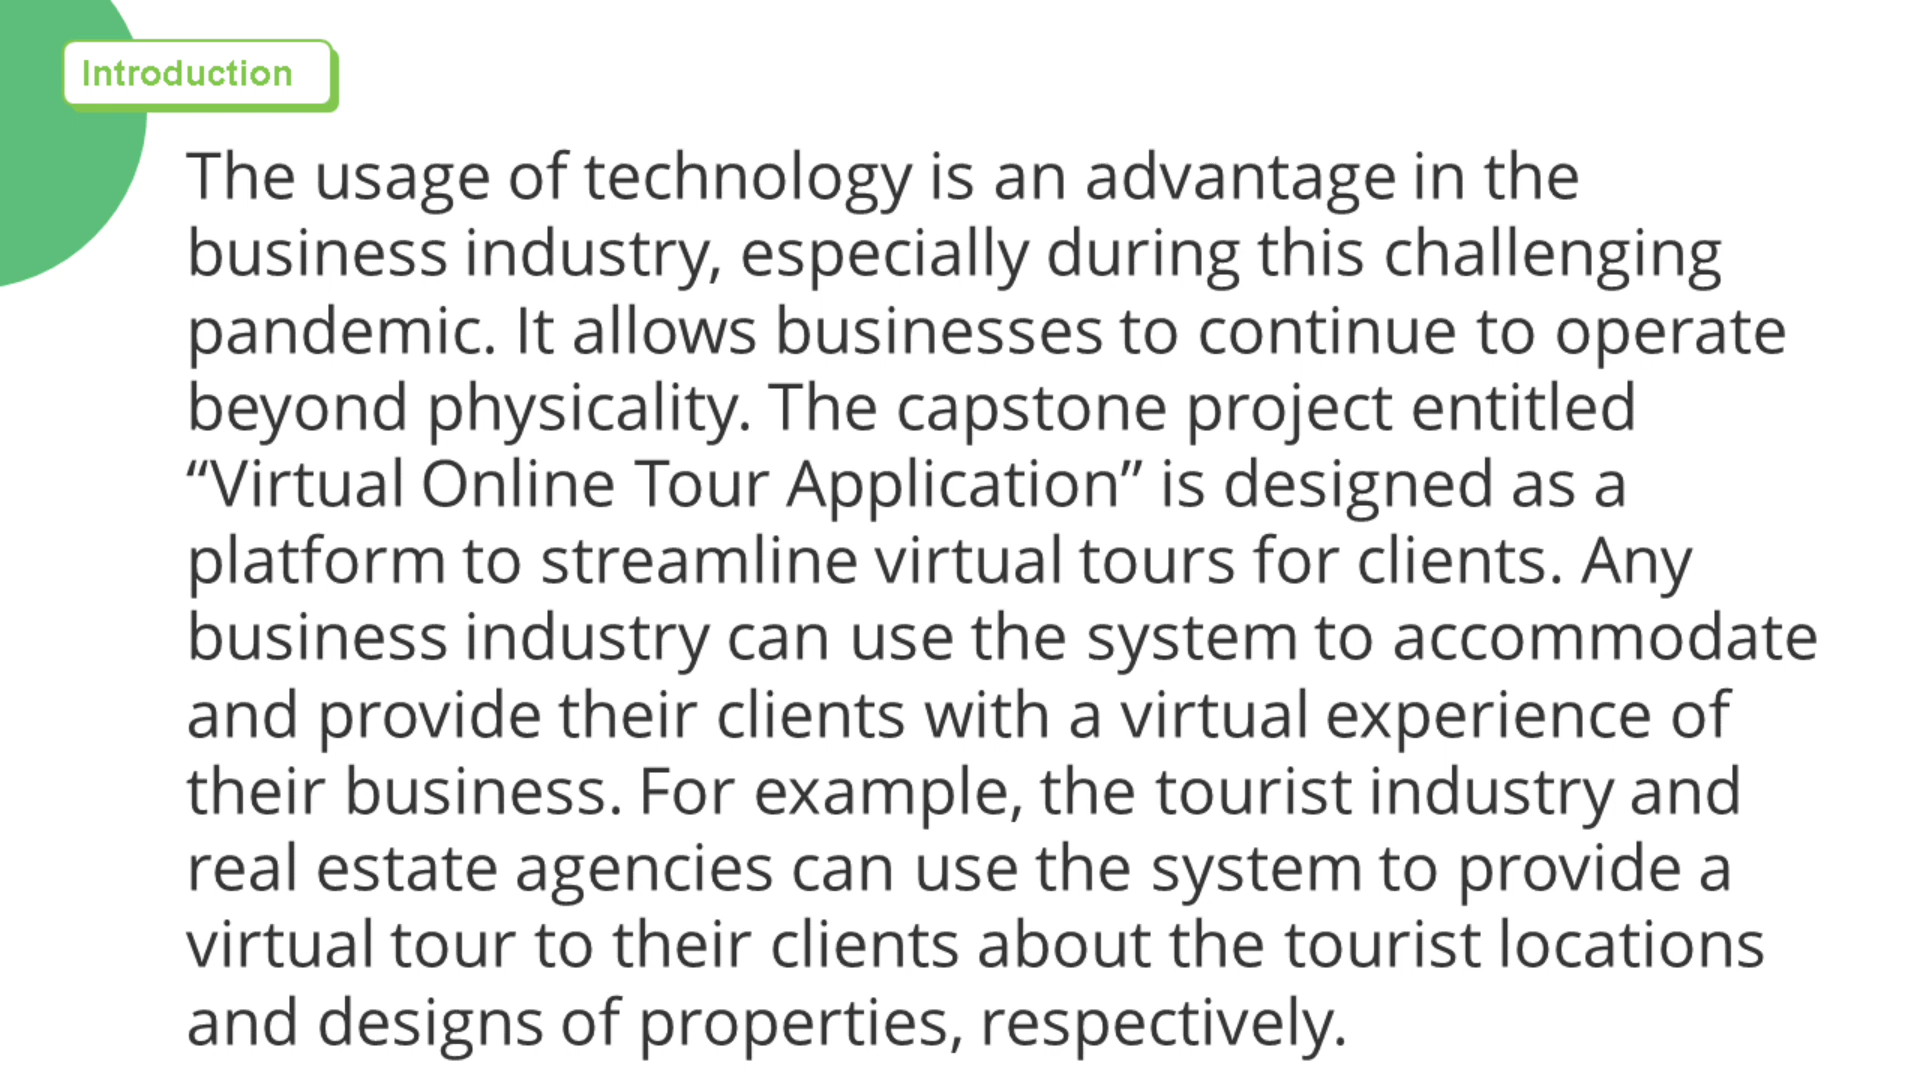 Introduction
The usage of technology is an advantage in the
business industry, especially during this challenging
pandemic. It allows businesses to continue to operate
beyond physicality. The capstone project entitled
“Virtual Online Tour Application” is designed as a
platform to streamline virtual tours for clients. Any
business industry can use the system to accommodate
and provide their clients with a virtual experience of
their business. For example, the tourist industry and
real estate agencies can use the system to provide a
virtual tour to their clients about the tourist locations
and designs of properties, respectively.